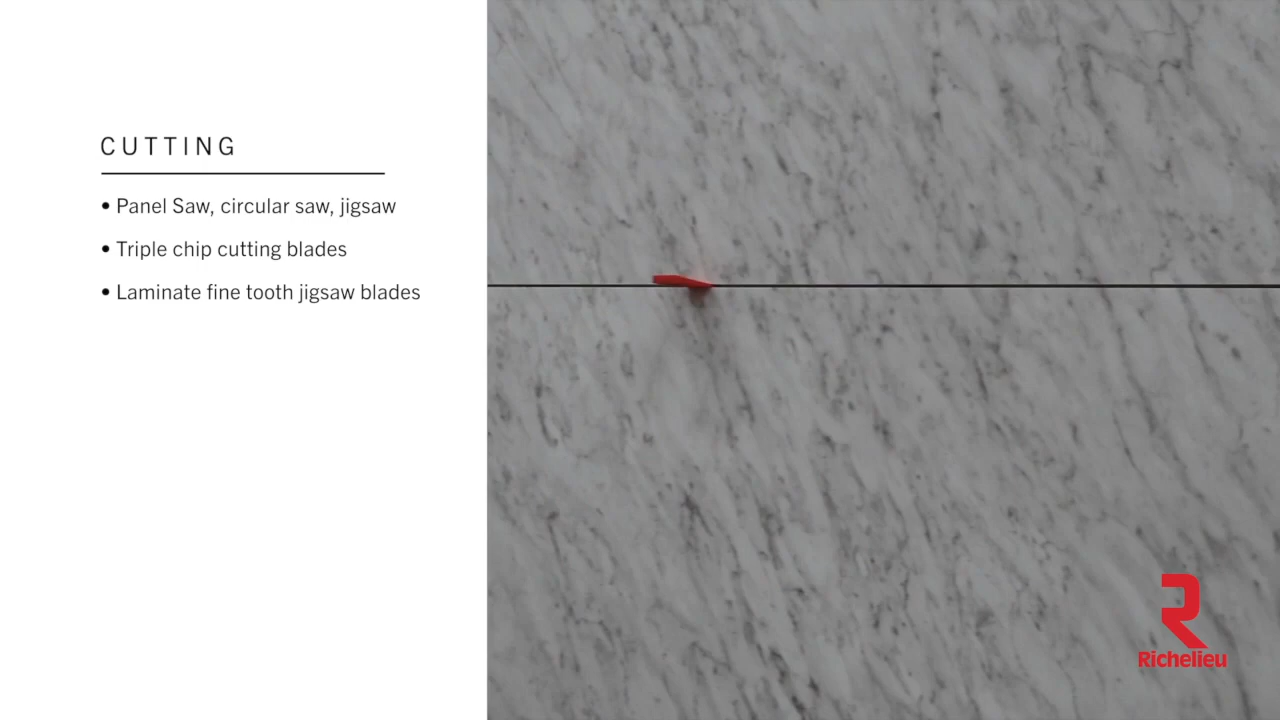 CUTTING
• Panel Saw, circular saw, jigsaw
• Triple chip cutting blades
• Laminate fine tooth jigsaw blades
Richelieu